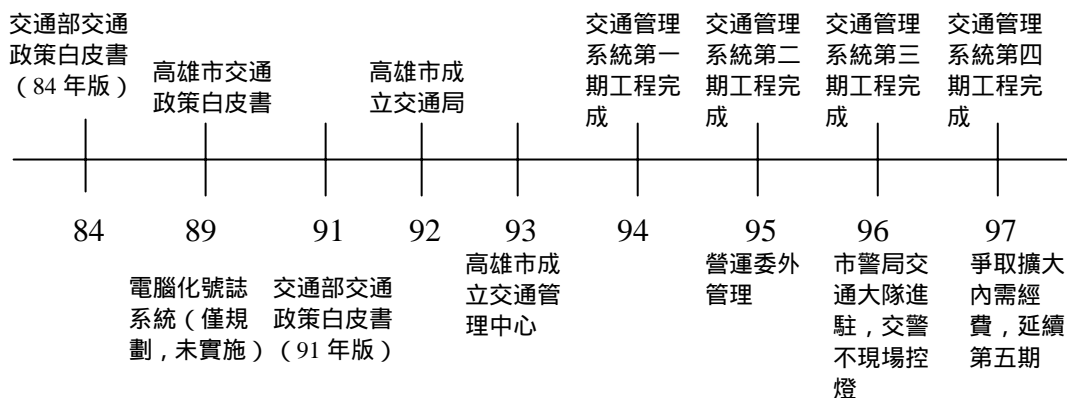 交通部交通
政策白皮書
（84 年版）
高雄市交通
政策白皮書
高雄市成
立交通局
交通管理
系統第一
期工程完
成
交通管理
系統第二
期工程完
成
交通管理
系統第三
期工程完
成
交通管理
系統第四
期工程完
成
84
89
91
92
93
94
95
96
97
電腦化號誌
系統（僅規
劃，未實施）
交通部交通
政策白皮書
（91 年版）
高雄市成
立交通管
理中心
營運委外
管理
市警局交
通大隊進
駐，交警
不現場控
燈
爭取擴大
內需經
費，延續
第五期